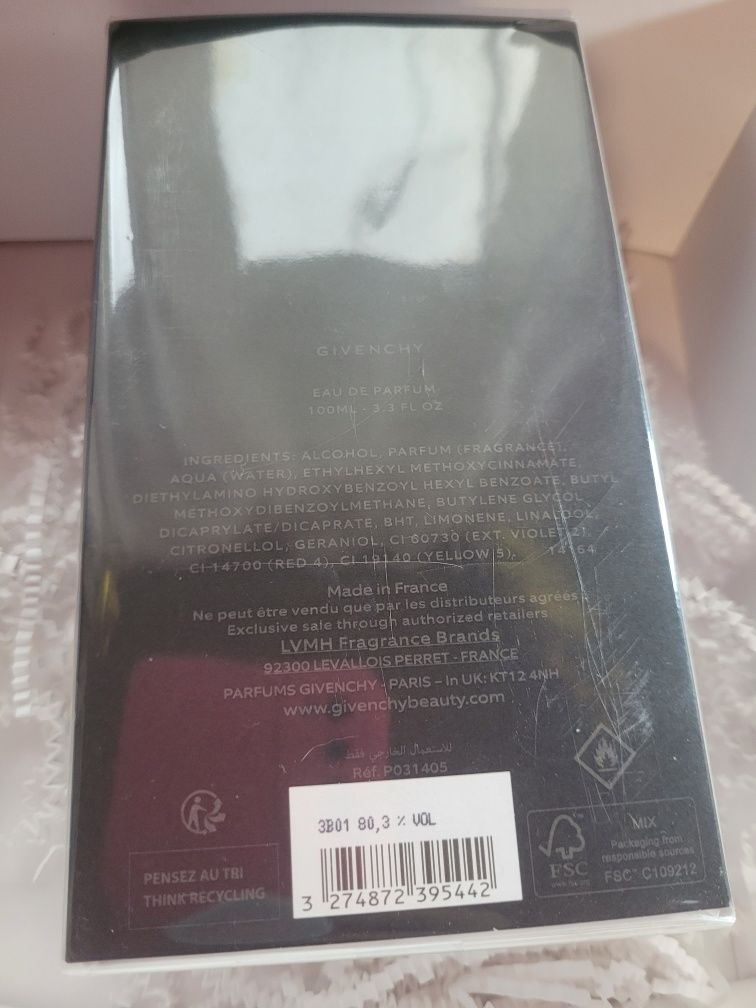 GIVENCHY
EAU DE PARFUM
100ML - 3.3 FL OZ
INGREDIENTS: ALCOHOL, PARFUM (FRAGRANCE),
AQUA (WATER), ETHYLHEXYL METHOXYCINNAMATE,
DIETHYLAMINO HYDROXYBENZOYL HEXYL BENZOATE, BUTYL
METHOXYDIBENZOYLMETHANE, BUTYLENE GLYCOL
DICAPRYLATE/DICAPRATE, BHT, LIMONENE, LINALOOL,
CITRONELLOL, GERANIOL, CI 60730 (EXT. VIOLET 2),
CI 14700 (RED 4), CI 19140 (YELLOW 5).
Made in France
Ne peut être vendu que par les distributeurs agréés
Exclusive sale through authorized retailers
LVMH Fragrance Brands
92300 LEVALLOIS PERRET - FRANCE
PARFUMS GIVENCHY - PARIS – In UK: KT12 4NH
www.givenchybeauty.com
للاستعمال الخارجي فقط
Réf. P031405
3B01 80,3 % VOL
3 274872 395442
PENSEZ AU TRI
THINK RECYCLING
FSC
MIX
Packaging from
responsible sources
FSC™ C109212